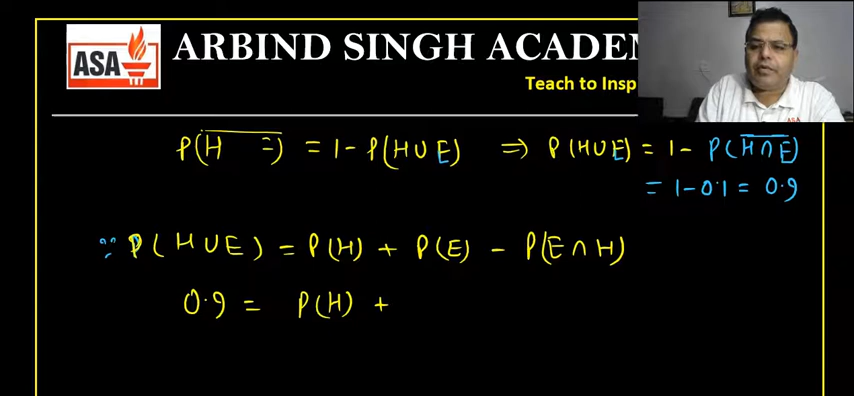 ARBIND SINGH ACADEM
ASA
Teach to Insp
P(H̅ ̅ ̅=̅) = 1 - P(H∪E) ⇒ P(H∪E) = 1 - P(H̅∩̅E̅)
= 1 - 0.1 = 0.9
∵ P(H∪E) = P(H) + P(E) - P(E∩H)
0.9 = P(H) +